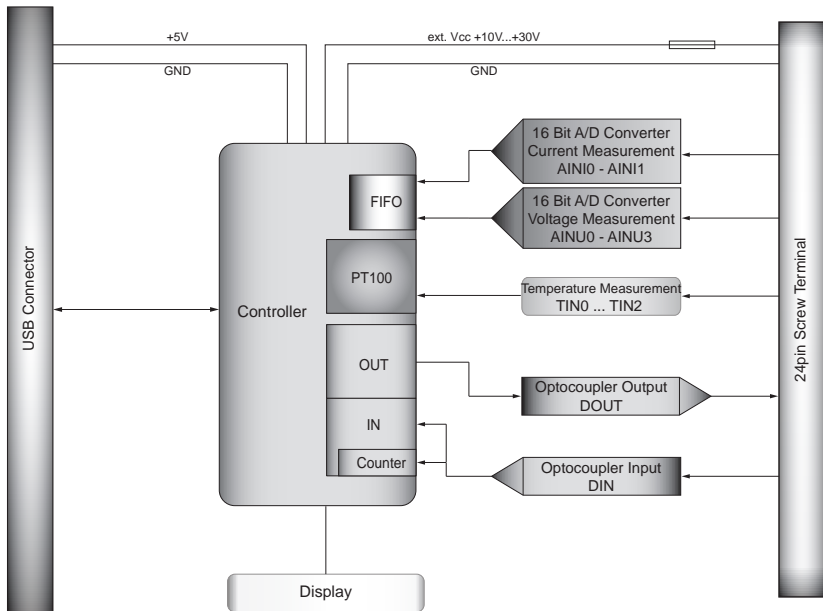 +5V
ext. Vcc +10V...+30V
GND
GND
16 Bit A/D Converter
Current Measurement
AINI0 - AINI1
FIFO
16 Bit A/D Converter
Voltage Measurement
AINU0 - AINU3
USB Connector
PT100
Temperature Measurement
TIN0 ... TIN2
Controller
24pin Screw Terminal
OUT
Optocoupler Output
DOUT
IN
Counter
Optocoupler Input
DIN
Display